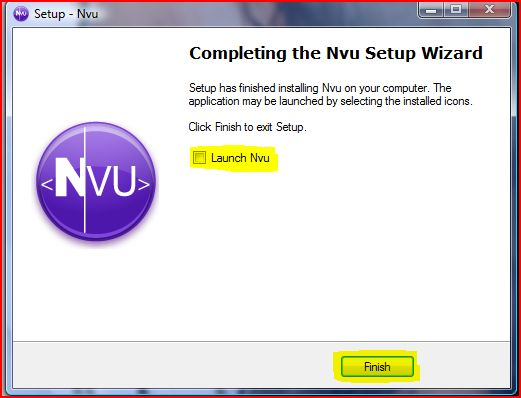 Setup - Nvu
Completing the Nvu Setup Wizard
Setup has finished installing Nvu on your computer. The
application may be launched by selecting the installed icons.
Click Finish to exit Setup.
Launch Nvu
<NVU>
Finish